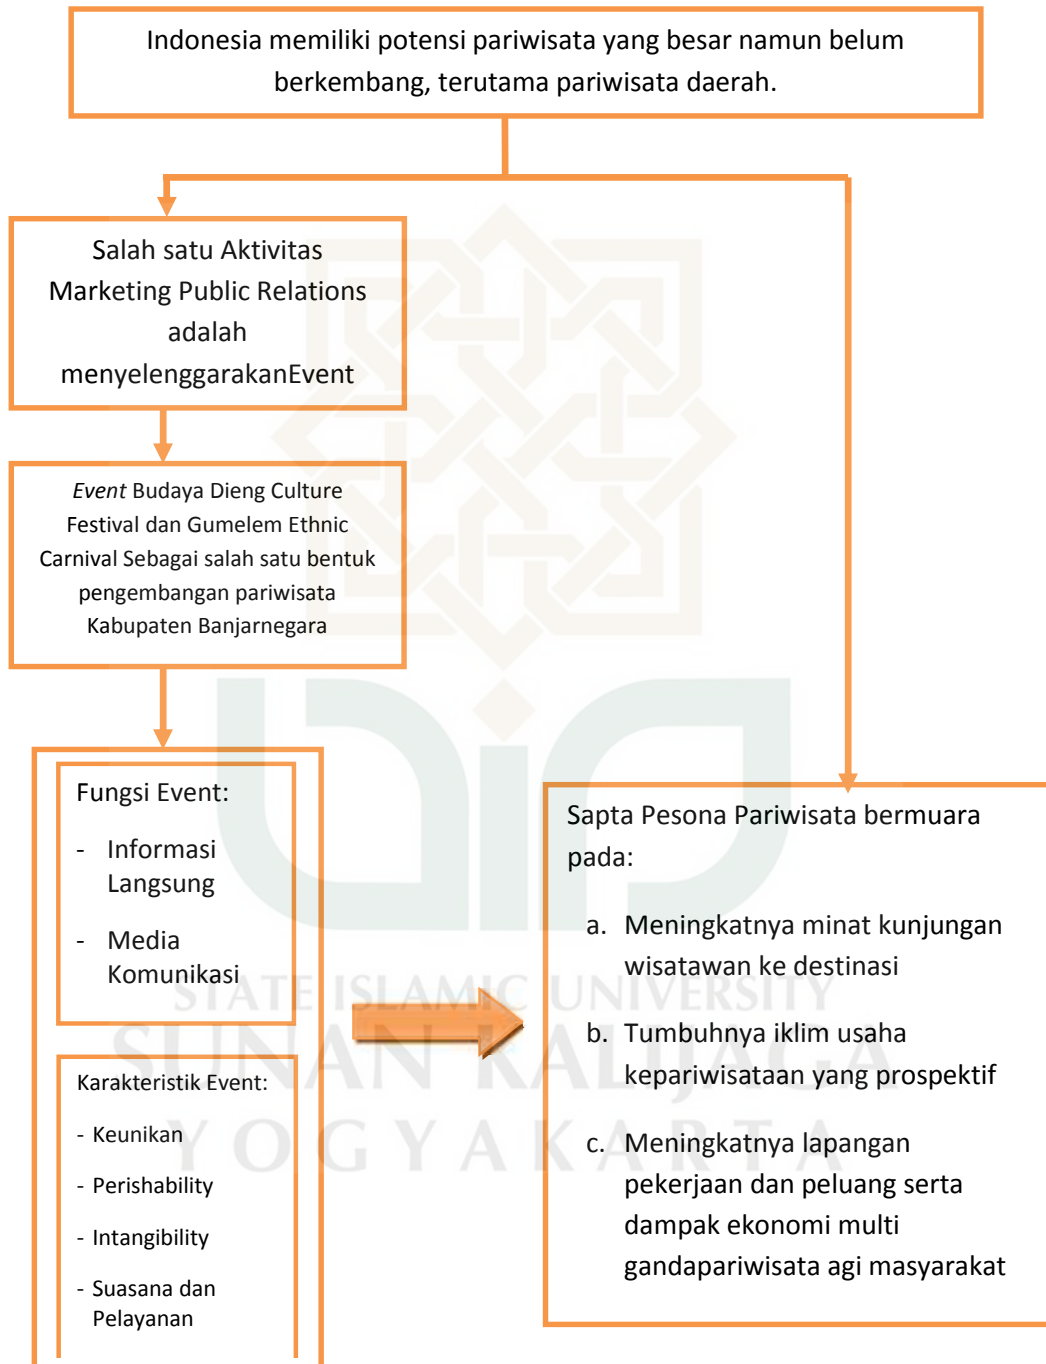 Indonesia memiliki potensi pariwisata yang besar namun belum
berkembang, terutama pariwisata daerah.
Salah satu Aktivitas
Marketing Public Relations
adalah
menyelenggarakanEvent
Event Budaya Dieng Culture
Festival dan Gumelem Ethnic
Carnival Sebagai salah satu bentuk
pengembangan pariwisata
Kabupaten Banjarnegara
Fungsi Event:
- Informasi
Langsung
- Media
Komunikasi
Karakteristik Event:
- Keunikan
- Perishability
- Intangibility
- Suasana dan
Pelayanan
Sapta Pesona Pariwisata bermuara
pada:
a. Meningkatnya minat kunjungan
wisatawan ke destinasi
b. Tumbuhnya iklim usaha
kepariwisataan yang prospektif
c. Meningkatnya lapangan
pekerjaan dan peluang serta
dampak ekonomi multi
gandapariwisata agi masyarakat
STATE ISLAMIC UNIVERSITY
SUNAN KALIJAGA
YOGYAKARTA